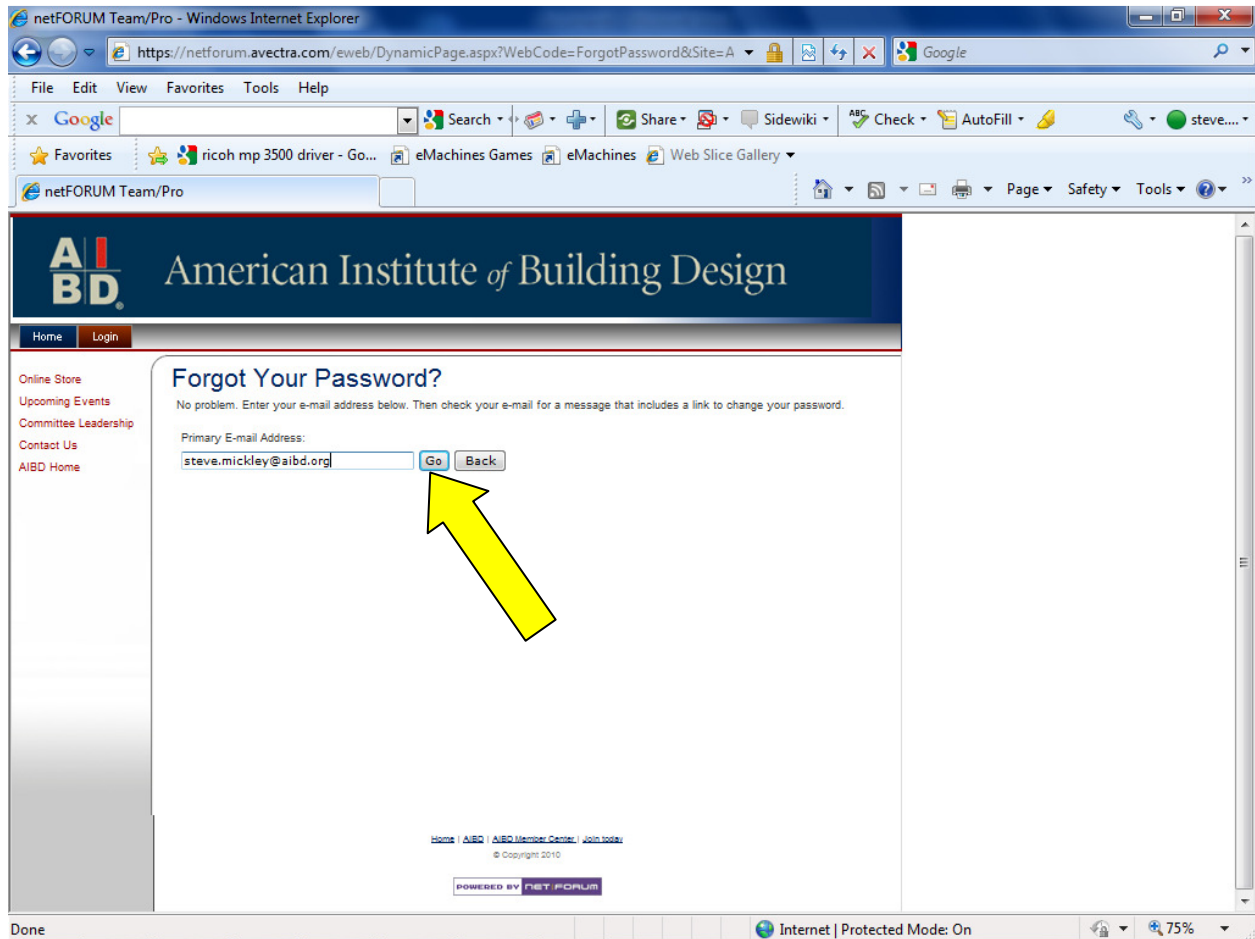 netFORUM Team/Pro - Windows Internet Explorer
https://netforum.avectra.com/eweb/DynamicPage.aspx?WebCode=ForgotPassword&Site=A
Google
File Edit View Favorites Tools Help
x Google Search Share Sidewiki ABC Check AutoFill steve....
Favorites ricoh mp 3500 driver - Go... eMachines Games eMachines Web Slice Gallery
netFORUM Team/Pro Page Safety Tools »
AIBD American Institute of Building Design
Home Login
Online Store
Upcoming Events
Committee Leadership
Contact Us
AIBD Home
Forgot Your Password?
No problem. Enter your e-mail address below. Then check your e-mail for a message that includes a link to change your password.
Primary E-mail Address:
steve.mickley@aibd.org Go Back
Home | AIBD | AIBD Member Center | Join today
© Copyright 2010
POWERED BY NETFORUM
Done Internet | Protected Mode: On 75%